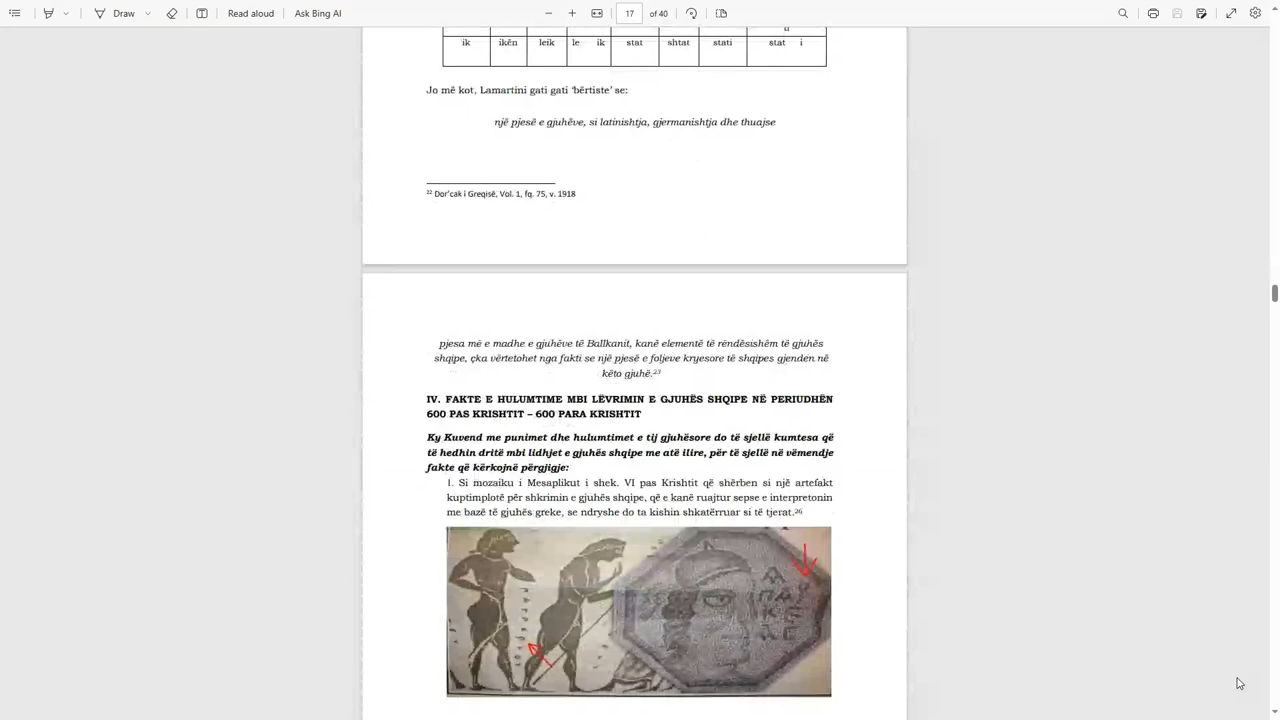 Draw
Read aloud
Ask Bing AI
17 of 40
ik ikën leik le ik stat shtat stati stat i
Jo më kot, Lamartini gati gati ‘bërtiste’ se:
një pjesë e gjuhëve, si latinishtja, gjermanishtja dhe thuajse
22 Dor’cak i Greqisë, Vol. 1, fq. 75, v. 1918
pjesa më e madhe e gjuhëve të Ballkanit, kanë elementë të rëndësishëm të gjuhës
shqipe, çka vërtetohet nga fakti se një pjesë e foljeve kryesore të shqipes gjenden në
këto gjuhë.23
IV. FAKTE E HULUMTIME MBI LËVRIMIN E GJUHËS SHQIPE NË PERIUDHËN
600 PAS KRISHTIT – 600 PARA KRISHTIT
Ky Kuvend me punimet dhe hulumtimet e tij gjuhësore do të sjellë kumtesa që
të hedhin dritë mbi lidhjet e gjuhës shqipe me atë ilire, për të sjellë në vëmendje
fakte që kërkojnë përgjigje:
1. Si mozaiku i Mesaplikut i shek. VI pas Krishtit që shërben si një artefakt
kuptimplotë për shkrimin e gjuhës shqipe, që e kanë ruajtur sepse e interpretonin
me bazë të gjuhës greke, se ndryshe do ta kishin shkatërruar si të tjerat.26